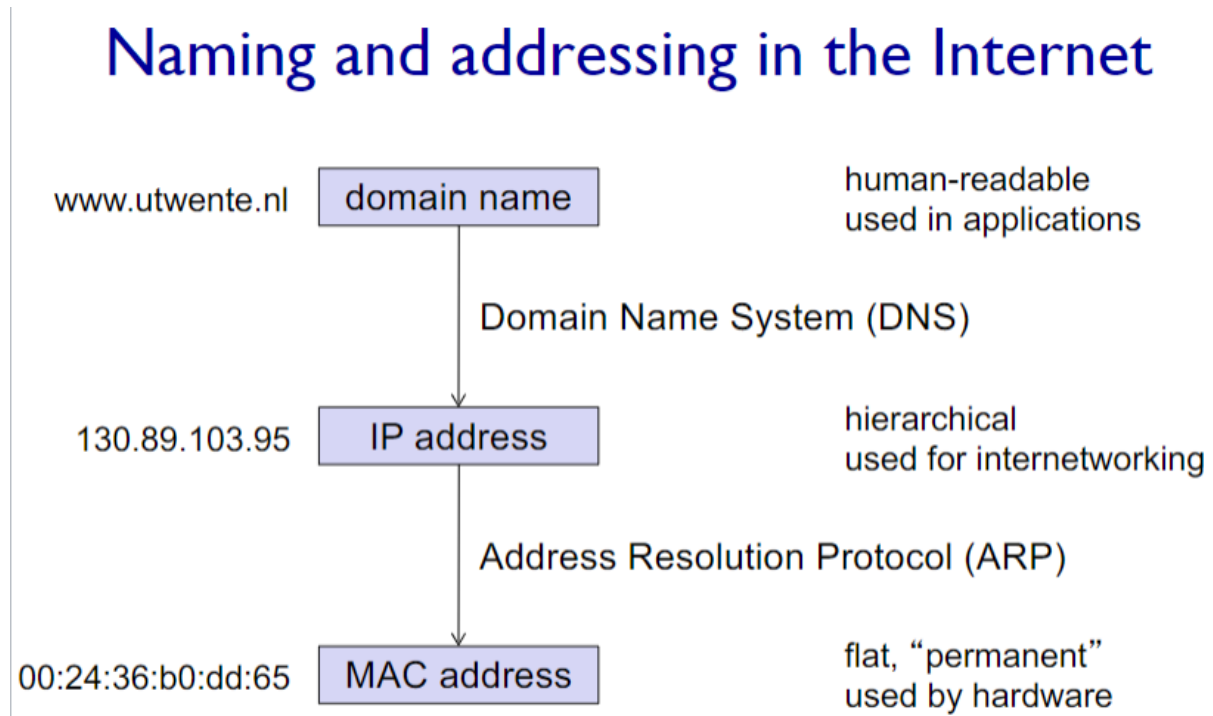 Naming and addressing in the Internet
www.utwente.nl domain name human-readable
used in applications
Domain Name System (DNS)
130.89.103.95 IP address hierarchical
used for internetworking
Address Resolution Protocol (ARP)
00:24:36:b0:dd:65 MAC address flat, “permanent”
used by hardware